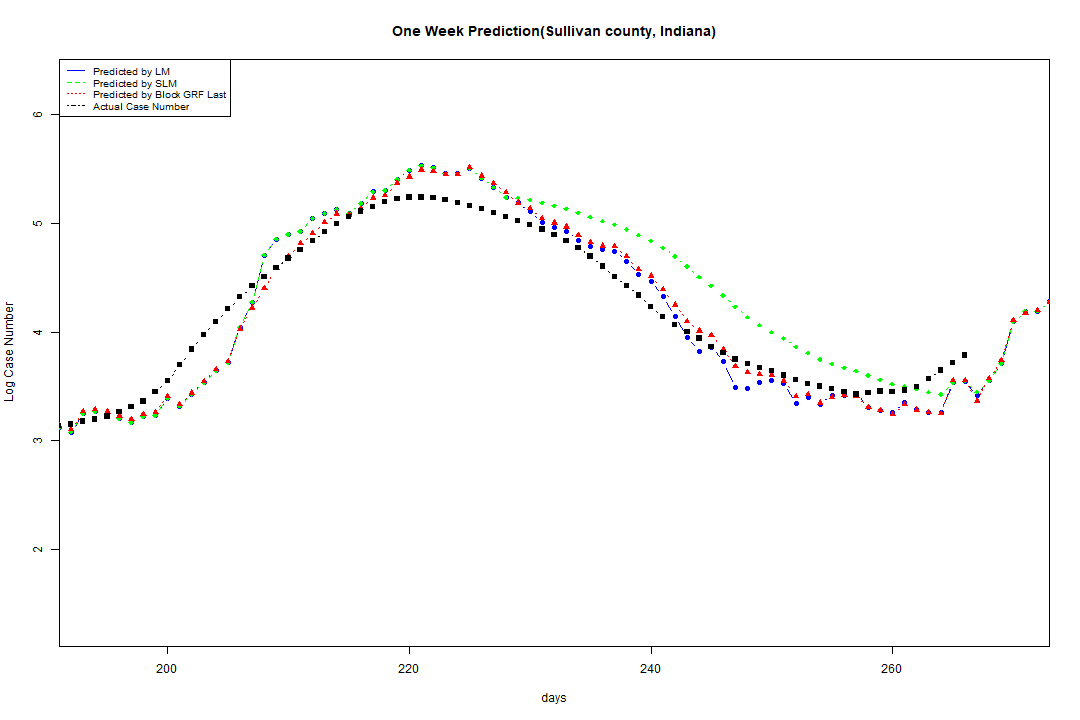 One Week Prediction(Sullivan county, Indiana)
Predicted by LM
Predicted by SLM
Predicted by Block GRF Last
Actual Case Number
6
5
4
3
2
Log Case Number
200
220
240
260
days